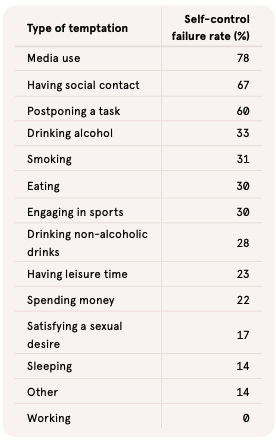 Type of temptation
Self-control
failure rate (%)
Media use 78
Having social contact 67
Postponing a task 60
Drinking alcohol 33
Smoking 31
Eating 30
Engaging in sports 30
Drinking non-alcoholic
drinks 28
Having leisure time 23
Spending money 22
Satisfying a sexual
desire 17
Sleeping 14
Other 14
Working 0